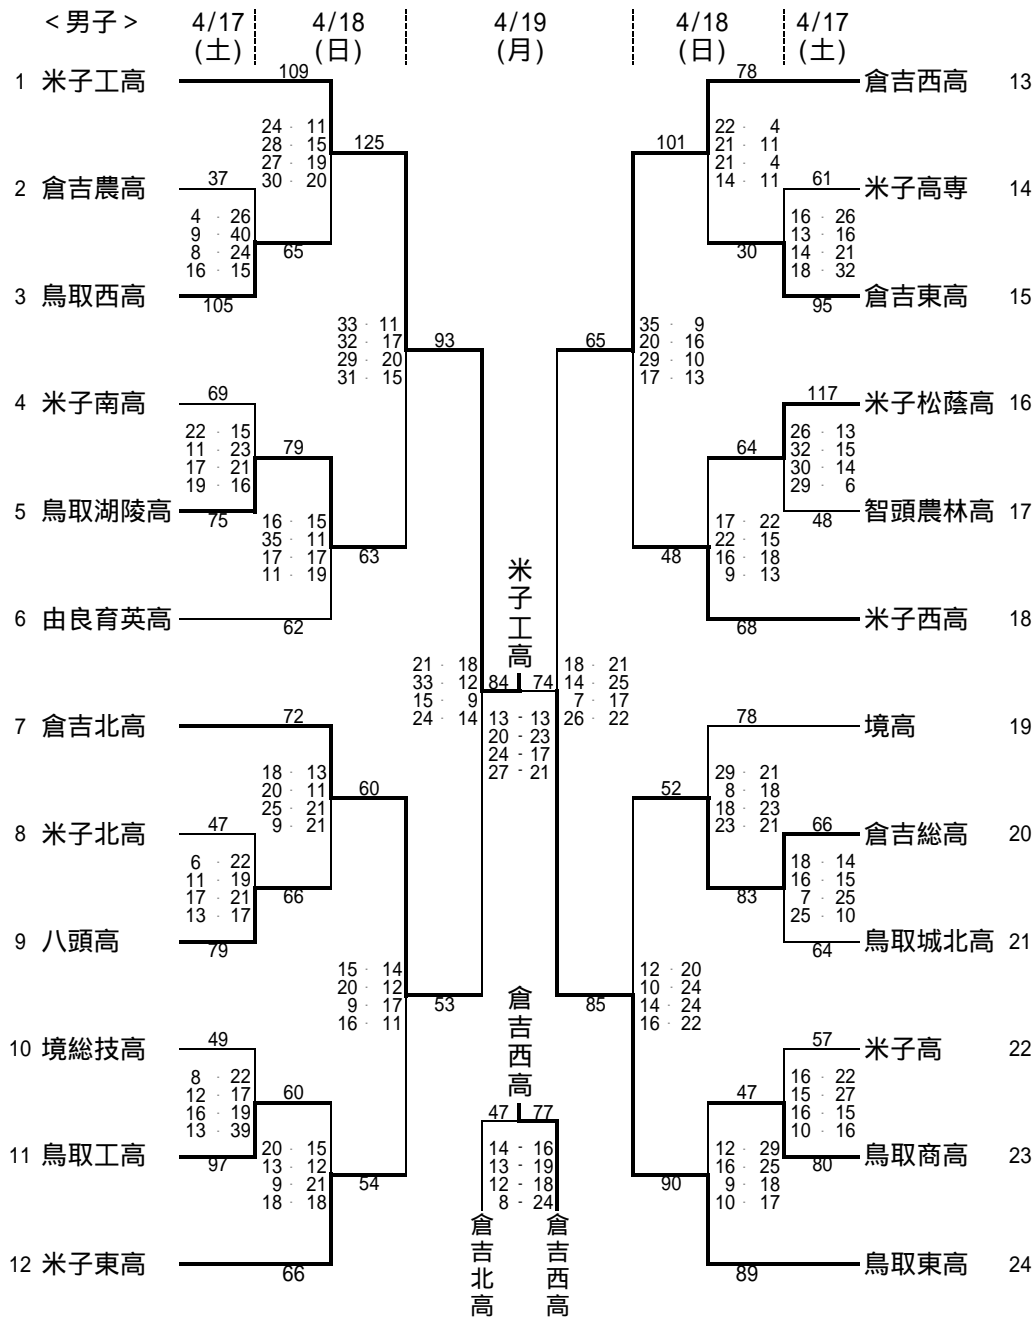 ＜男子＞ 4/17 4/18 4/19 4/18 4/17
(土) (日) (月) (日) (土)
1 米子工高 109 78 倉吉西高 13
24 - 11 22 - 4
28 - 15 125 101 21 - 11
27 - 19 21 - 4
30 - 20 14 - 11
2 倉吉農高 37 61 米子高専 14
4 - 26 16 - 26
9 - 40 13 - 16
8 - 24 65 30 14 - 21
16 - 15 18 - 32
3 鳥取西高 105 95 倉吉東高 15
33 - 11 35 - 9
32 - 17 93 65 20 - 16
29 - 20 29 - 10
31 - 15 17 - 13
4 米子南高 69 117 米子松蔭高 16
22 - 15 26 - 13
11 - 23 79 64 32 - 15
17 - 21 30 - 14
19 - 16 29 - 6
5 鳥取湖陵高 75 48 智頭農林高 17
16 - 15 17 - 22
35 - 11 22 - 15
17 - 17 63 48 16 - 18
11 - 19 9 - 13
米子工高
6 由良育英高 62 68 米子西高 18
21 - 18 18 - 21
33 - 12 84 74 14 - 25
15 - 9 7 - 17
24 - 14 26 - 22
13 - 13
20 - 23
24 - 17
27 - 21
7 倉吉北高 72 78 境高 19
18 - 13 29 - 21
20 - 11 60 52 8 - 18
25 - 21 18 - 23
9 - 21 23 - 21
8 米子北高 47 66 倉吉総高 20
6 - 22 18 - 14
11 - 19 16 - 15
17 - 21 66 83 7 - 25
13 - 17 25 - 10
9 八頭高 79 64 鳥取城北高 21
15 - 14 12 - 20
20 - 12 10 - 24
9 - 17 53 85 14 - 24
16 - 11 16 - 22
倉吉西高
10 境総技高 49 57 米子高 22
8 - 22 16 - 22
12 - 17 60 47 15 - 27
16 - 19 16 - 15
13 - 39 10 - 16
47 77
11 鳥取工高 97 80 鳥取商高 23
20 - 15 14 - 16 12 - 29
13 - 12 13 - 19 16 - 25
9 - 21 54 12 - 18 90 9 - 18
18 - 18 8 - 24 10 - 17
倉吉北高 倉吉西高
12 米子東高 66 89 鳥取東高 24